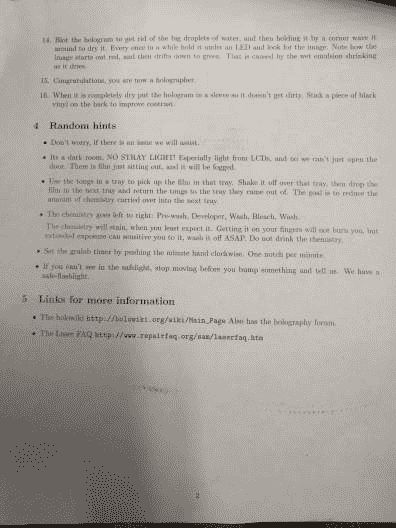 14. Blot the hologram to get rid of the big droplets of water, and then holding it by a corner wave it
around to dry it. Every once in a while hold it under an LED and look for the image. Note how the
image starts out red, and then drifts down to green. That is caused by the wet emulsion shrinking
as it dries.
15. Congratulations, you are now a holographer.
16. When it is completely dry put the hologram in a sleeve so it doesn't get dirty. Stick a piece of black
vinyl on the back to improve contrast.
4 Random hints
• Don't worry, if there is an issue we will assist.
• Its a dark room, NO STRAY LIGHT! Especially light from LCDs, and no we can't just open the
door. There is film just sitting out, and it will be fogged.
• Use the tongs in a tray to pick up the film in that tray. Shake it off over that tray, then drop the
film in the next tray and return the tongs to the tray they came out of. The goal is to reduce the
amount of chemistry carried over into the next tray.
• The chemistry goes left to right: Pre-wash, Developer, Wash, Bleach, Wash.
The chemistry will stain, when you least expect it. Getting it on your fingers will not burn you, but
extended exposure can sensitive you to it, wash it off ASAP. Do not drink the chemistry.
• Set the gralab timer by pushing the minute hand clockwise. One notch per minute.
• If you can't see in the safelight, stop moving before you bump something and tell us. We have a
safe-flashlight.
5 Links for more information
• The holowiki http://holowiki.org/wiki/Main_Page Also has the holography forum.
• The Laser FAQ http://www.repairfaq.org/sam/laserfaq.htm
2